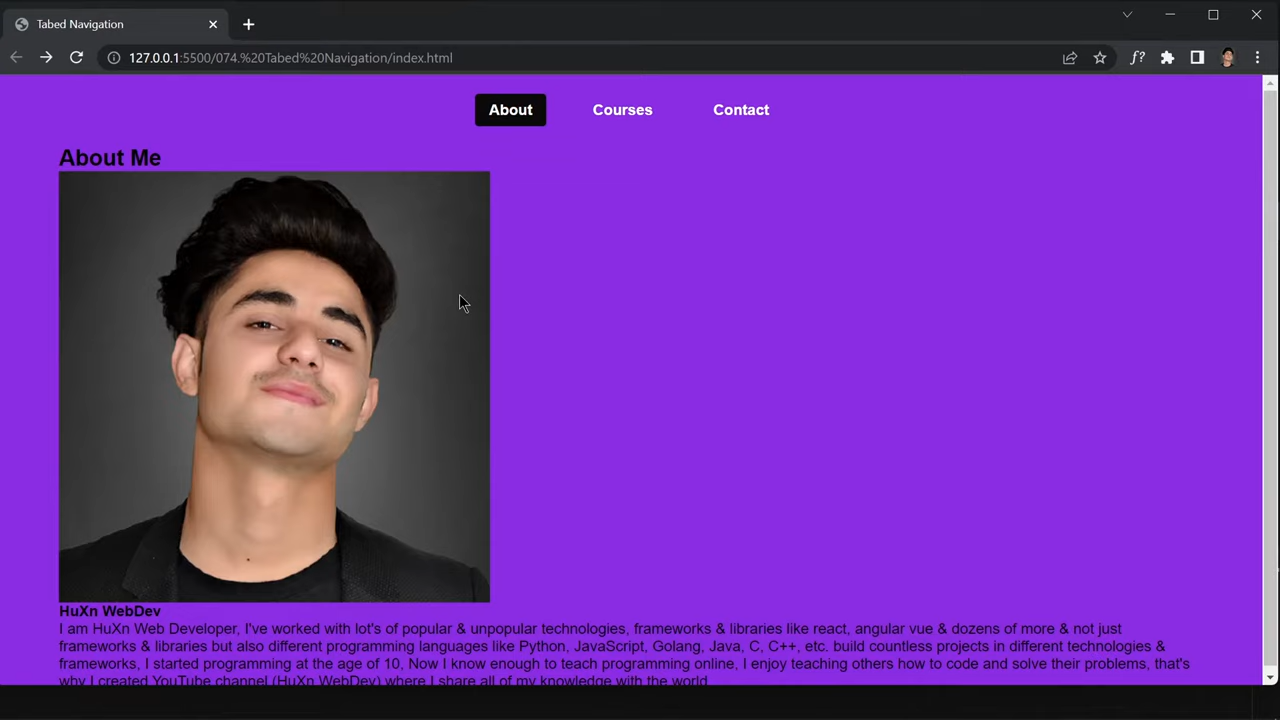 Tabed Navigation
127.0.0.1:5500/074.%20Tabed%20Navigation/index.html
f?
About Courses Contact
About Me
HuXn WebDev
I am HuXn Web Developer, I've worked with lot's of popular & unpopular technologies, frameworks & libraries like react, angular vue & dozens of more & not just
frameworks & libraries but also different programming languages like Python, JavaScript, Golang, Java, C, C++, etc. build countless projects in different technologies &
frameworks, I started programming at the age of 10, Now I know enough to teach programming online, I enjoy teaching others how to code and solve their problems, that's
why I created YouTube channel (HuXn WebDev) where I share all of my knowledge with the world